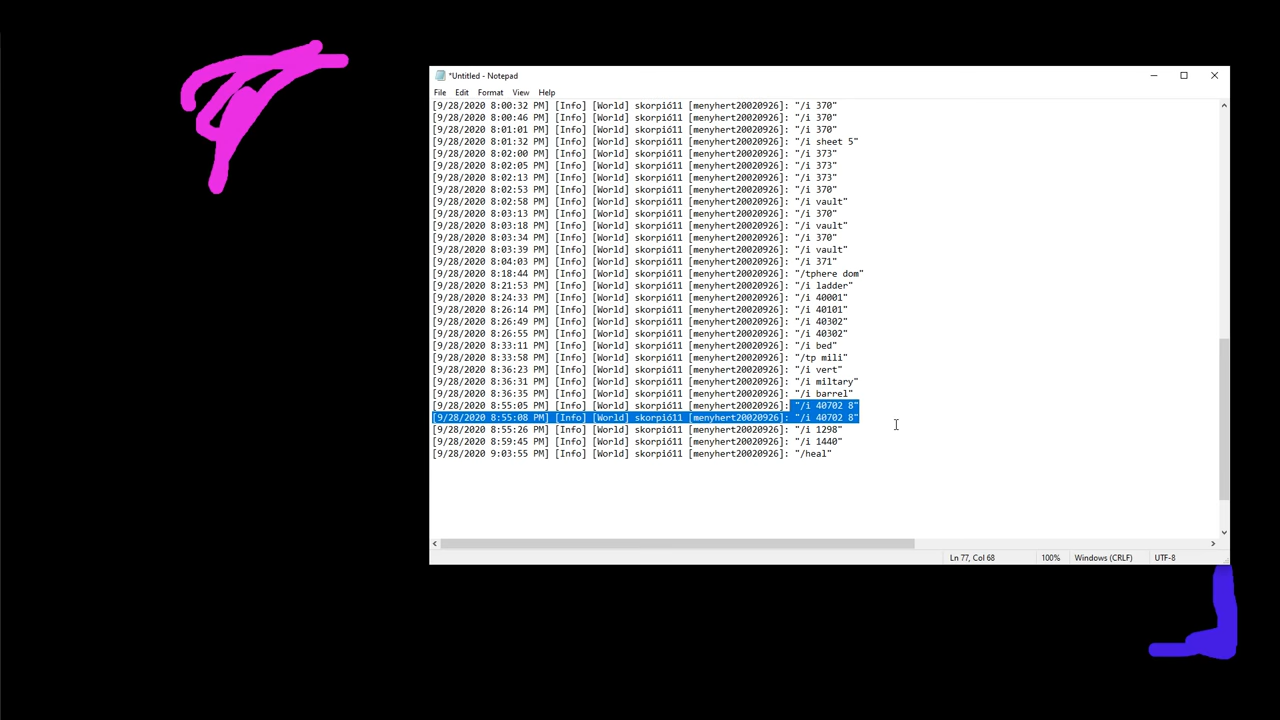 *Untitled - Notepad
File Edit Format View Help
[9/28/2020 8:00:32 PM] [Info] [World] skorpió11 [menyhert20020926]: "/i 370"
[9/28/2020 8:00:46 PM] [Info] [World] skorpió11 [menyhert20020926]: "/i 370"
[9/28/2020 8:01:01 PM] [Info] [World] skorpió11 [menyhert20020926]: "/i 370"
[9/28/2020 8:01:32 PM] [Info] [World] skorpió11 [menyhert20020926]: "/i sheet 5"
[9/28/2020 8:02:00 PM] [Info] [World] skorpió11 [menyhert20020926]: "/i 373"
[9/28/2020 8:02:05 PM] [Info] [World] skorpió11 [menyhert20020926]: "/i 373"
[9/28/2020 8:02:13 PM] [Info] [World] skorpió11 [menyhert20020926]: "/i 373"
[9/28/2020 8:02:53 PM] [Info] [World] skorpió11 [menyhert20020926]: "/i 370"
[9/28/2020 8:02:58 PM] [Info] [World] skorpió11 [menyhert20020926]: "/i vault"
[9/28/2020 8:03:13 PM] [Info] [World] skorpió11 [menyhert20020926]: "/i 370"
[9/28/2020 8:03:18 PM] [Info] [World] skorpió11 [menyhert20020926]: "/i vault"
[9/28/2020 8:03:34 PM] [Info] [World] skorpió11 [menyhert20020926]: "/i 370"
[9/28/2020 8:03:39 PM] [Info] [World] skorpió11 [menyhert20020926]: "/i vault"
[9/28/2020 8:04:03 PM] [Info] [World] skorpió11 [menyhert20020926]: "/i 371"
[9/28/2020 8:18:44 PM] [Info] [World] skorpió11 [menyhert20020926]: "/tphere dom"
[9/28/2020 8:21:53 PM] [Info] [World] skorpió11 [menyhert20020926]: "/i ladder"
[9/28/2020 8:24:33 PM] [Info] [World] skorpió11 [menyhert20020926]: "/i 40001"
[9/28/2020 8:26:14 PM] [Info] [World] skorpió11 [menyhert20020926]: "/i 40101"
[9/28/2020 8:26:49 PM] [Info] [World] skorpió11 [menyhert20020926]: "/i 40302"
[9/28/2020 8:26:55 PM] [Info] [World] skorpió11 [menyhert20020926]: "/i 40302"
[9/28/2020 8:33:11 PM] [Info] [World] skorpió11 [menyhert20020926]: "/i bed"
[9/28/2020 8:33:58 PM] [Info] [World] skorpió11 [menyhert20020926]: "/tp mili"
[9/28/2020 8:36:23 PM] [Info] [World] skorpió11 [menyhert20020926]: "/i vert"
[9/28/2020 8:36:31 PM] [Info] [World] skorpió11 [menyhert20020926]: "/i miltary"
[9/28/2020 8:36:35 PM] [Info] [World] skorpió11 [menyhert20020926]: "/i barrel"
[9/28/2020 8:55:05 PM] [Info] [World] skorpió11 [menyhert20020926]: "/i 40702 8"
[9/28/2020 8:55:08 PM] [Info] [World] skorpió11 [menyhert20020926]: "/i 40702 8"
[9/28/2020 8:55:26 PM] [Info] [World] skorpió11 [menyhert20020926]: "/i 1298"
[9/28/2020 8:59:45 PM] [Info] [World] skorpió11 [menyhert20020926]: "/i 1440"
[9/28/2020 9:03:55 PM] [Info] [World] skorpió11 [menyhert20020926]: "/heal"
Ln 77, Col 68 100% Windows (CRLF) UTF-8